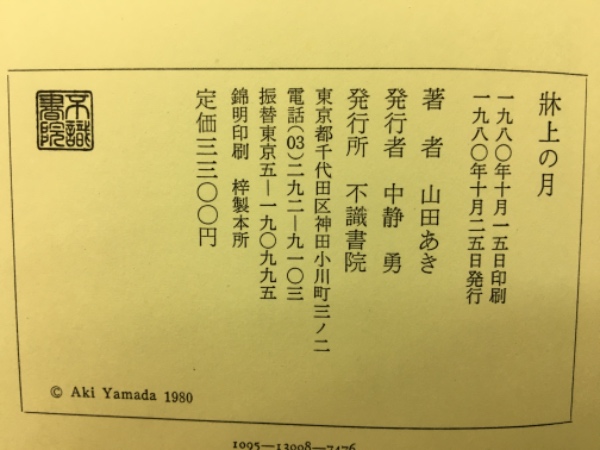 牀上の月
一九八〇年十月一五日印刷
一九八〇年十月二五日発行
著者 山田あき
発行者 中静勇
発行所 不識書院
東京都千代田区神田小川町三ノ二
電話(03)二九二―九一〇三
振替東京五―一九〇九九五
錦明印刷 梓製本所
定価三三〇〇円
不識書院
© Aki Yamada 1980
1095—13008—7476